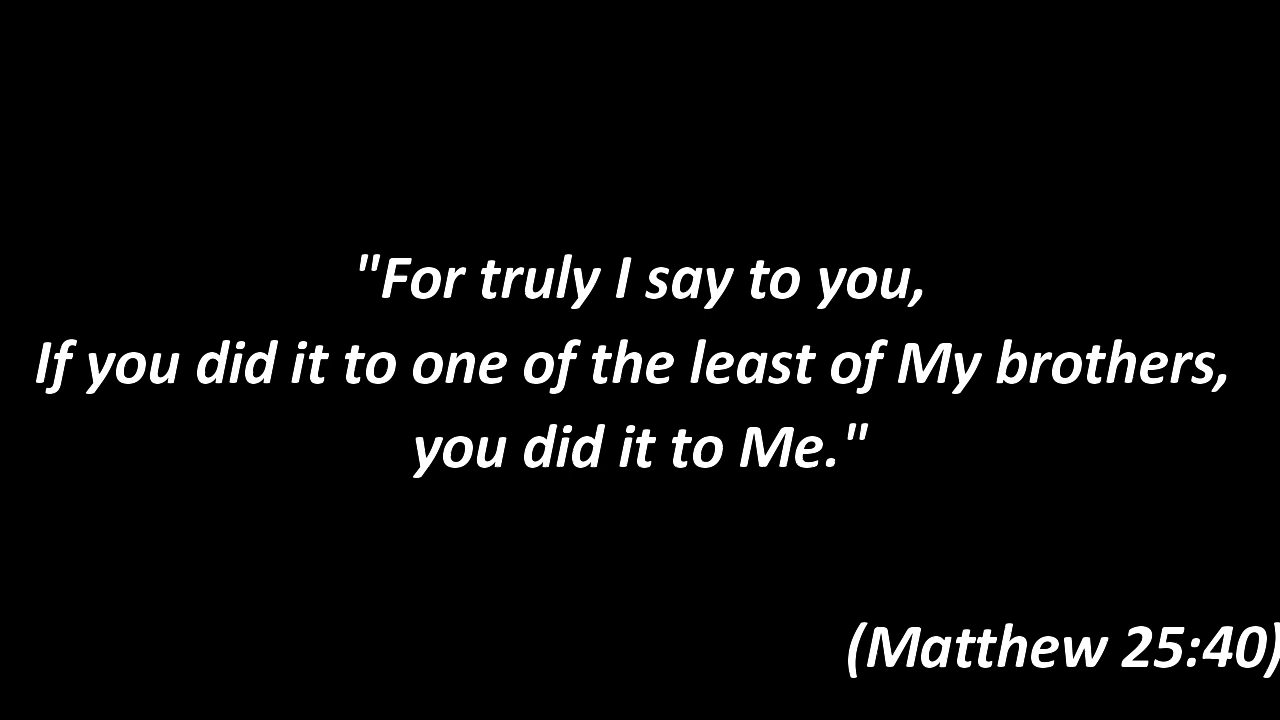 "For truly I say to you,
If you did it to one of the least of My brothers,
you did it to Me."
(Matthew 25:40)